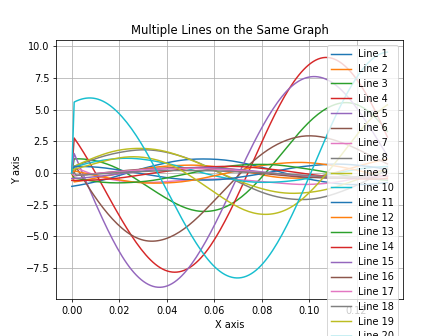 Multiple Lines on the Same Graph
10.0
7.5
5.0
2.5
0.0
−2.5
−5.0
−7.5
Y axis
0.00
0.02
0.04
0.06
0.08
0.10
X axis
Line 1
Line 2
Line 3
Line 4
Line 5
Line 6
Line 7
Line 8
Line 9
Line 10
Line 11
Line 12
Line 13
Line 14
Line 15
Line 16
Line 17
Line 18
Line 19
Line 20